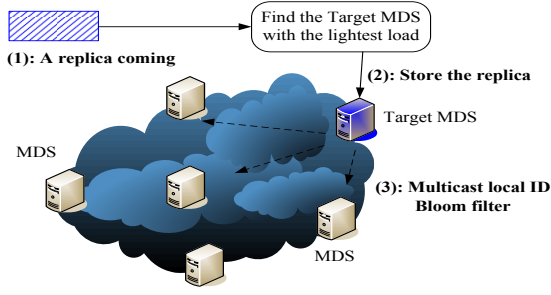 Find the Target MDS
with the lightest load
(1): A replica coming
(2): Store the replica
Target MDS
MDS
(3): Multicast local ID
Bloom filter
MDS